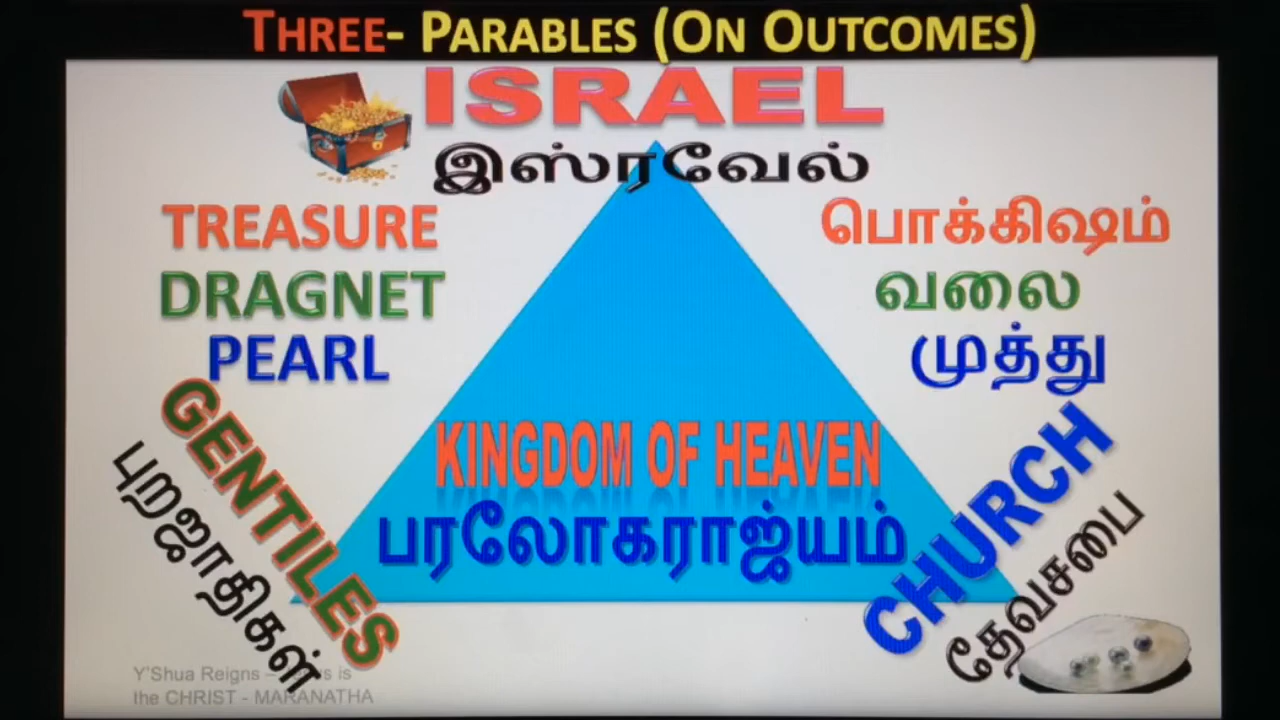 THREE- PARABLES (ON OUTCOMES)
ISRAEL
இஸ்ரவேல்
TREASURE
DRAGNET
PEARL
பொக்கிஷம்
வலை
முத்து
GENTILES
புறஜாதிகள்
KINGDOM OF HEAVEN
பரலோகராஜ்யம்
CHURCH
தேவசபை
Y'Shua Reigns – is
the CHRIST - MARANATHA